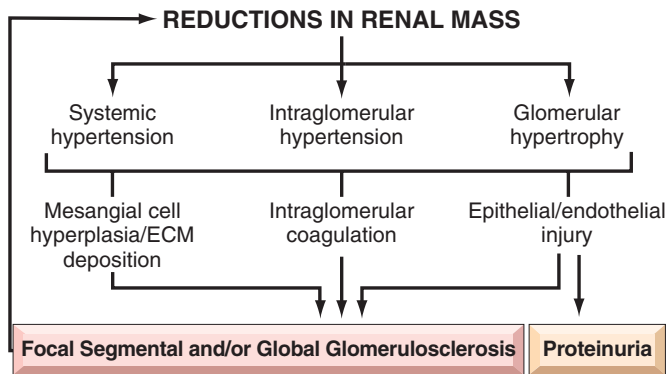 REDUCTIONS IN RENAL MASS
Systemic
hypertension
Intraglomerular
hypertension
Glomerular
hypertrophy
Mesangial cell
hyperplasia/ECM
deposition
Intraglomerular
coagulation
Epithelial/endothelial
injury
Focal Segmental and/or Global Glomerulosclerosis
Proteinuria